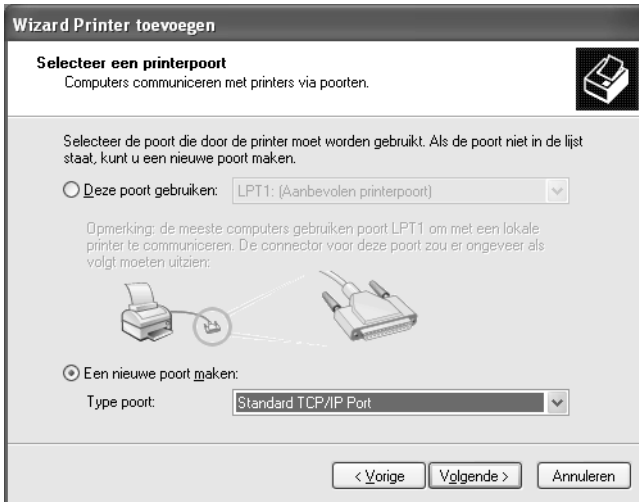 Wizard Printer toevoegen
Selecteer een printerpoort
Computers communiceren met printers via poorten.
Selecteer de poort die door de printer moet worden gebruikt. Als de poort niet in de lijst
staat, kunt u een nieuwe poort maken.
Deze poort gebruiken: LPT1: (Aanbevolen printerpoort)
Opmerking: de meeste computers gebruiken poort LPT1 om met een lokale
printer te communiceren. De connector voor deze poort zou er ongeveer als
volgt moeten uitzien:
Een nieuwe poort maken:
Type poort: Standard TCP/IP Port
< Vorige Volgende > Annuleren